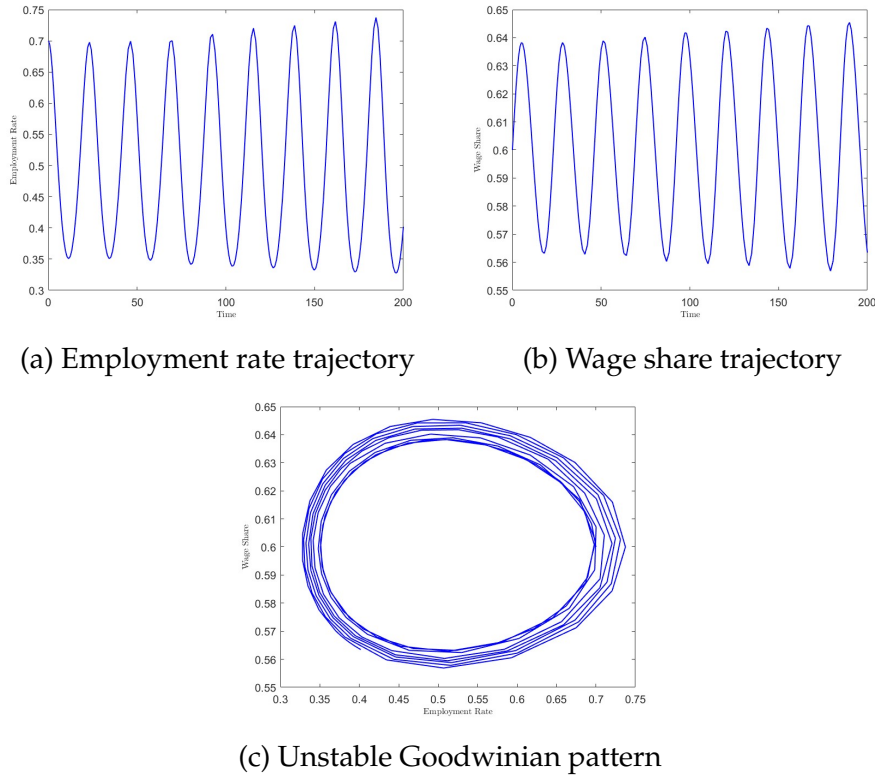 0.75
0.7
0.65
0.6
0.55
0.5
0.45
0.4
0.35
0.3
Employment Rate
0 50 100 150 200
Time
0.65
0.64
0.63
0.62
0.61
0.6
0.59
0.58
0.57
0.56
0.55
Wage Share
0 50 100 150 200
Time
(a) Employment rate trajectory
(b) Wage share trajectory
0.65
0.64
0.63
0.62
0.61
0.6
0.59
0.58
0.57
0.56
0.55
Wage Share
0.3 0.35 0.4 0.45 0.5 0.55 0.6 0.65 0.7 0.75
Employment Rate
(c) Unstable Goodwinian pattern